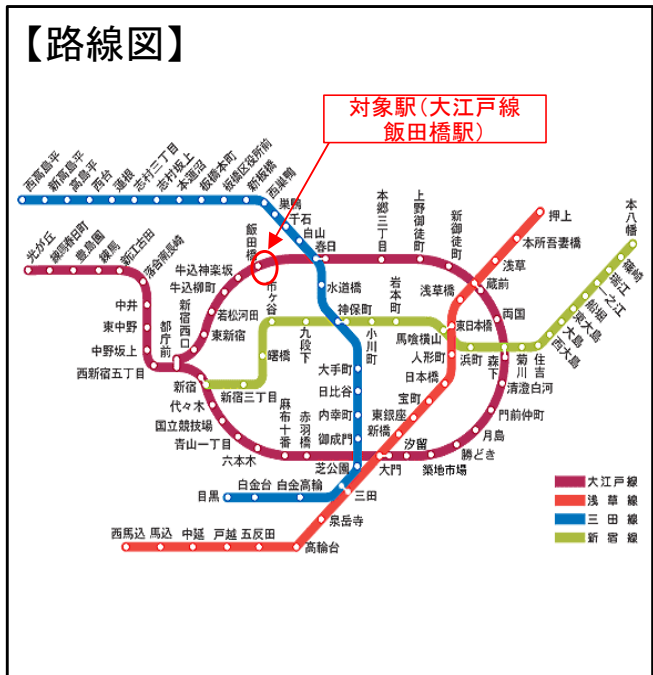 【路線図】
対象駅(大江戸線
飯田橋駅)
西高島平
新高島平
高島平
西台
蓮根
志村三丁目
志村坂上
本蓮沼
板橋本町
板橋区役所前
新板橋
西巣鴨
巣鴨
千石
白山
春日
水道橋
神保町
大手町
日比谷
内幸町
御成門
芝公園
三田
白金高輪
白金台
目黒
光が丘
練馬春日町
豊島園
練馬
新江古田
落合南長崎
中井
東中野
中野坂上
西新宿五丁目
都庁前
新宿西口
東新宿
若松河田
牛込柳町
牛込神楽坂
飯田橋
本郷三丁目
上野御徒町
新御徒町
蔵前
両国
森下
清澄白河
門前仲町
月島
勝どき
築地市場
汐留
大門
赤羽橋
麻布十番
六本木
青山一丁目
国立競技場
代々木
新宿
新宿三丁目
曙橋
市ヶ谷
九段下
小川町
岩本町
馬喰横山
浜町
菊川
住吉
西大島
大島
東大島
船堀
一之江
瑞江
篠崎
本八幡
押上
本所吾妻橋
浅草
浅草橋
東日本橋
人形町
日本橋
宝町
東銀座
新橋
泉岳寺
高輪台
五反田
戸越
中延
馬込
西馬込
大江戸線
浅草線
三田線
新宿線